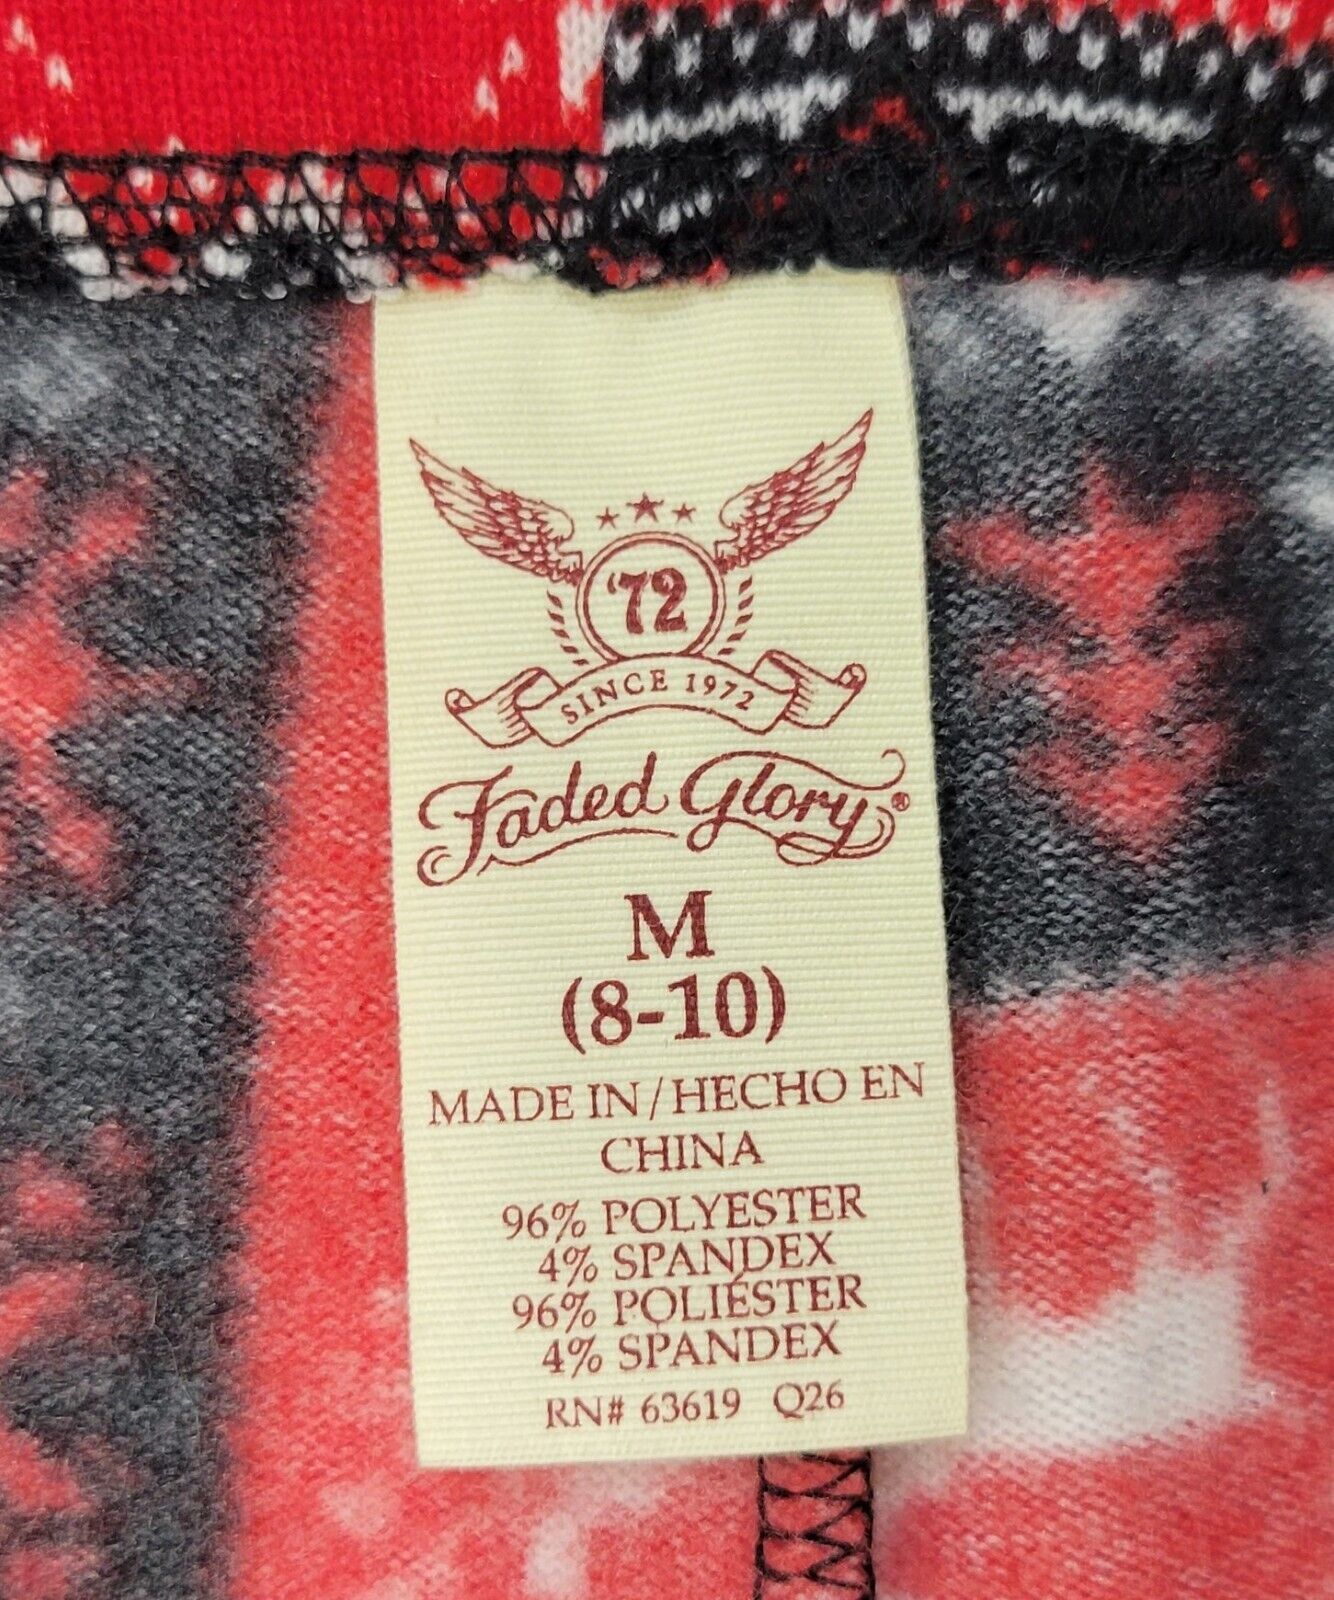 '72
SINCE 1972
Faded Glory®
M
(8-10)
MADE IN/HECHO EN
CHINA
96% POLYESTER
4% SPANDEX
96% POLIÉSTER
4% SPANDEX
RN# 63619 Q26